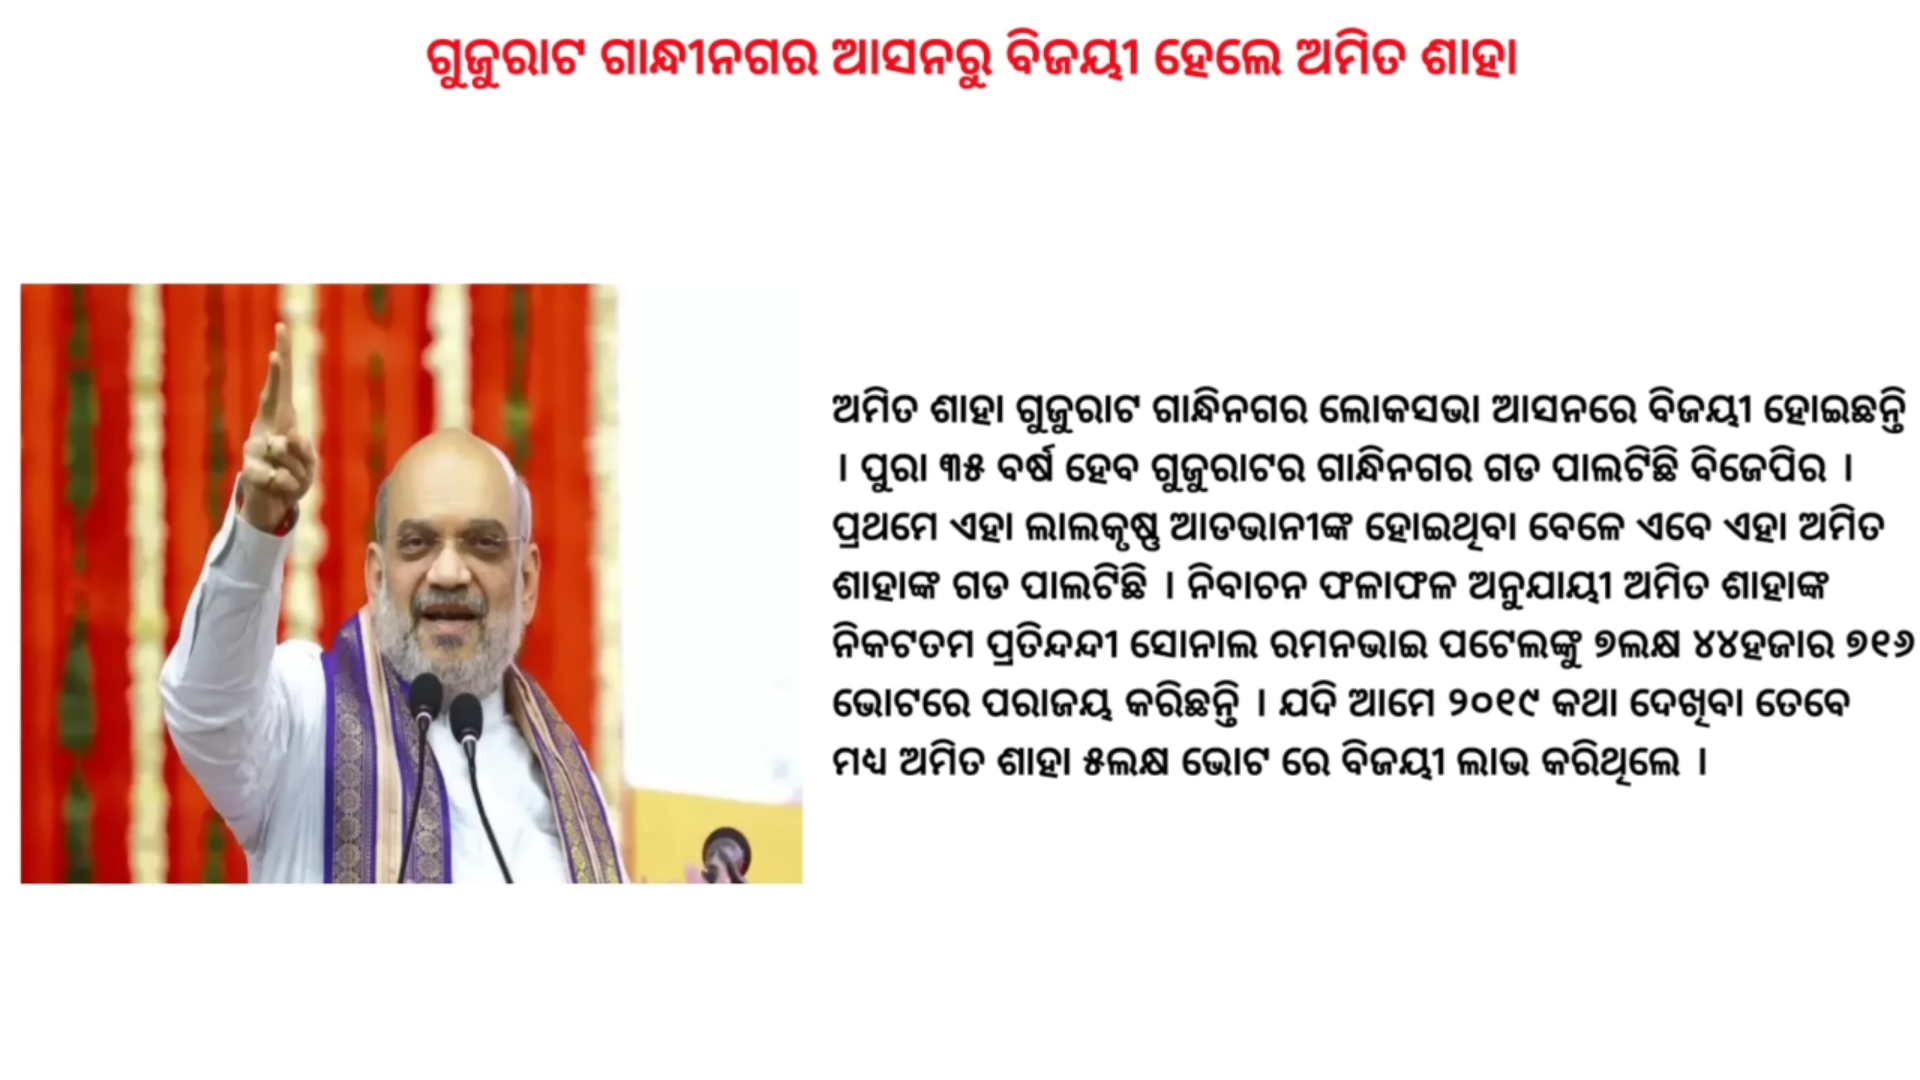 ଗୁଜୁରାଟ ଗାନ୍ଧୀନଗର ଆସନରୁ ବିଜୟୀ ହେଲେ ଅମିତ ଶାହା
ଅମିତ ଶାହା ଗୁଜୁରାଟ ଗାନ୍ଧିନଗର ଲୋକସଭା ଆସନରେ ବିଜୟୀ ହୋଇଛନ୍ତି
। ପୁରା ୩୫ ବର୍ଷ ହେବ ଗୁଜୁରାଟର ଗାନ୍ଧିନଗର ଗଡ ପାଲଟିଛି ବିଜେପିର ।
ପ୍ରଥମେ ଏହା ଲାଲକୃଷ୍ଣ ଆଡଭାନୀଙ୍କ ହୋଇଥିବା ବେଳେ ଏବେ ଏହା ଅମିତ
ଶାହାଙ୍କ ଗଡ ପାଲଟିଛି । ନିବାଚନ ଫଳାଫଳ ଅନୁଯାୟୀ ଅମିତ ଶାହାଙ୍କ
ନିକଟତମ ପ୍ରତିନ୍ଦନ୍ଦୀ ସୋନାଲ ରମନଭାଇ ପଟେଲଙ୍କୁ ୭ଲକ୍ଷ ୪୪ହଜାର ୭୧୬
ଭୋଟରେ ପରାଜୟ କରିଛନ୍ତି । ଯଦି ଆମେ ୨୦୧୯ କଥା ଦେଖିବା ତେବେ
ମଧ୍ୟ ଅମିତ ଶାହା ୫ଲକ୍ଷ ଭୋଟ ରେ ବିଜୟୀ ଲାଭ କରିଥିଲେ ।